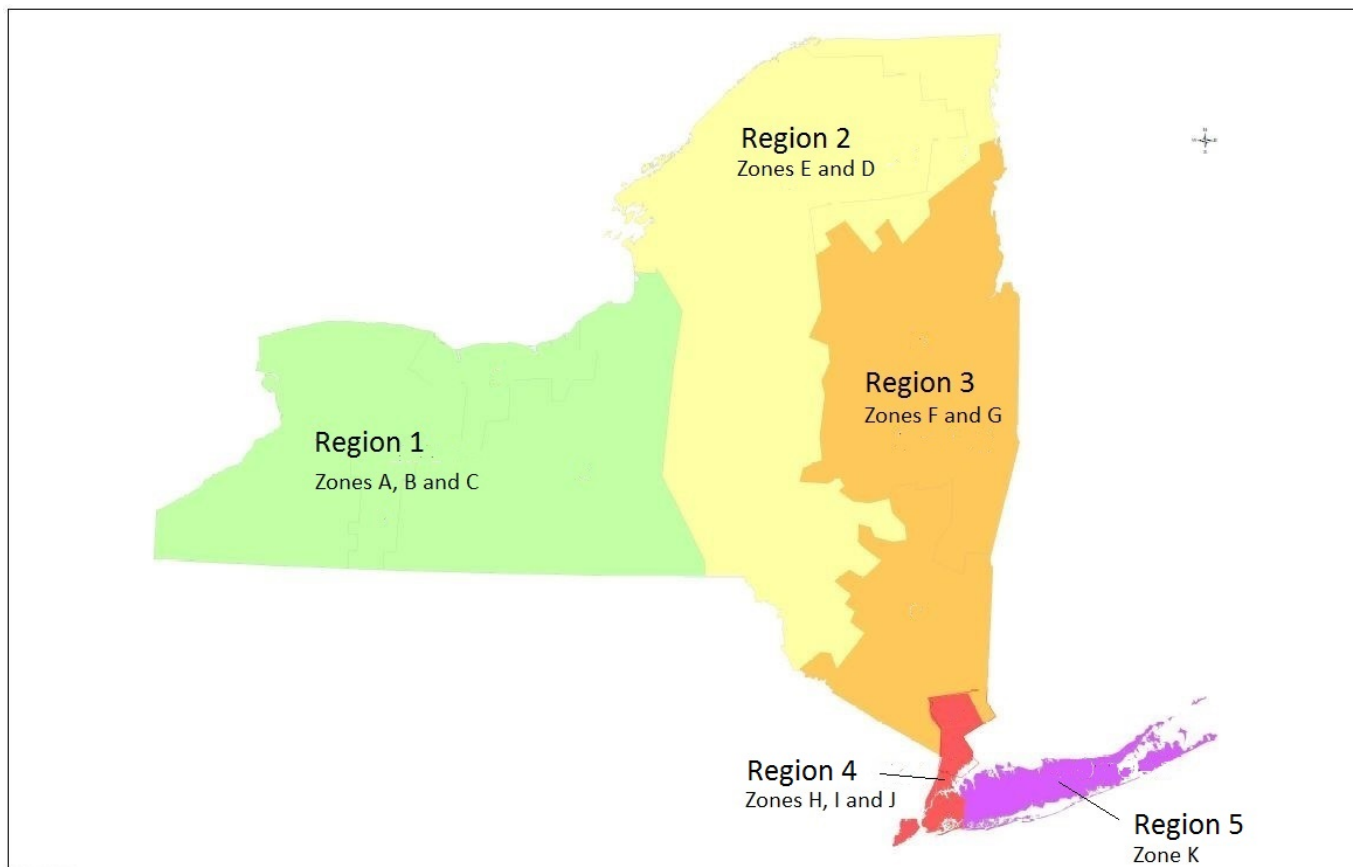 Region 2
Zones E and D
Region 3
Zones F and G
Region 1
Zones A, B and C
Region 4
Zones H, I and J
Region 5
Zone K